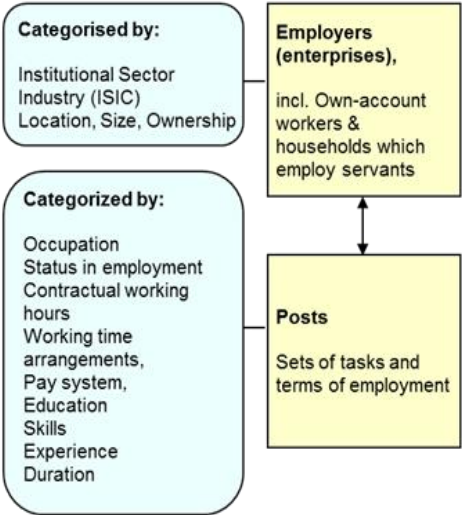 Categorised by:
Institutional Sector
Industry (ISIC)
Location, Size, Ownership
Employers
(enterprises),
incl. Own-account
workers &
households which
employ servants
Categorized by:
Occupation
Status in employment
Contractual working
hours
Working time
arrangements,
Pay system,
Education
Skills
Experience
Duration
Posts
Sets of tasks and
terms of employment